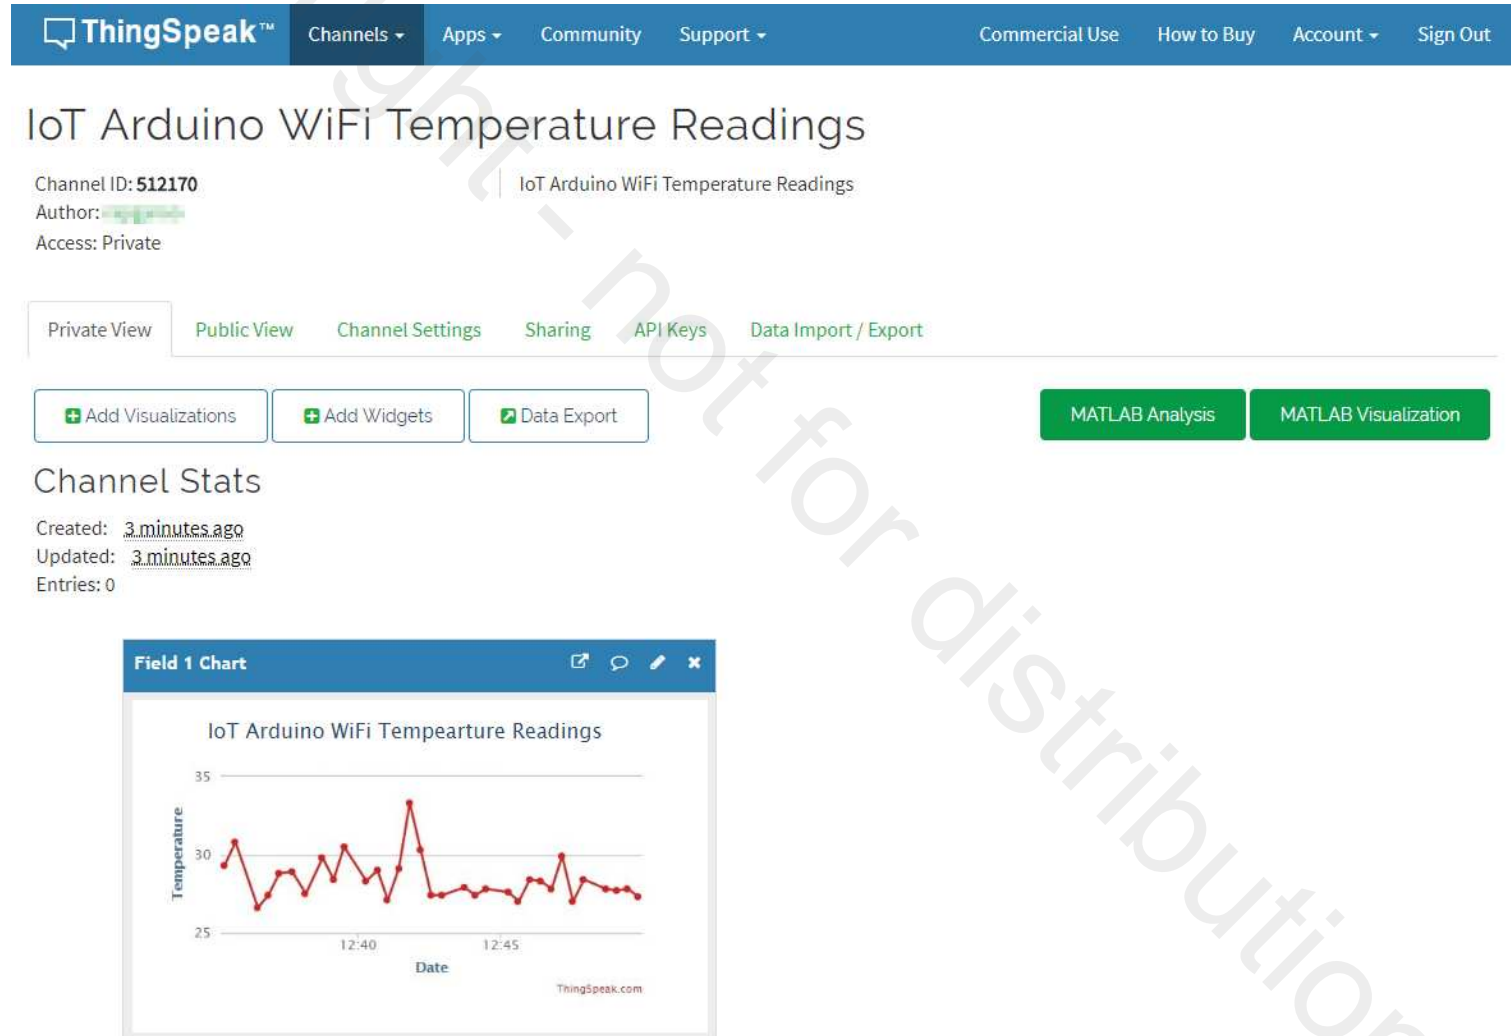 ThingSpeak™ Channels Apps Community Support Commercial Use How to Buy Account Sign Out
IoT Arduino WiFi Temperature Readings
Channel ID: 512170
IoT Arduino WiFi Temperature Readings
Author:
Access: Private
Private View Public View Channel Settings Sharing API Keys Data Import / Export
Add Visualizations Add Widgets Data Export MATLAB Analysis MATLAB Visualization
Channel Stats
Created: 3 minutes ago
Updated: 3 minutes ago
Entries: 0
Field 1 Chart
IoT Arduino WiFi Tempearture Readings
35
30
25
Temperature
12:40 12:45
Date
ThingSpeak.com
ght - not for distribution